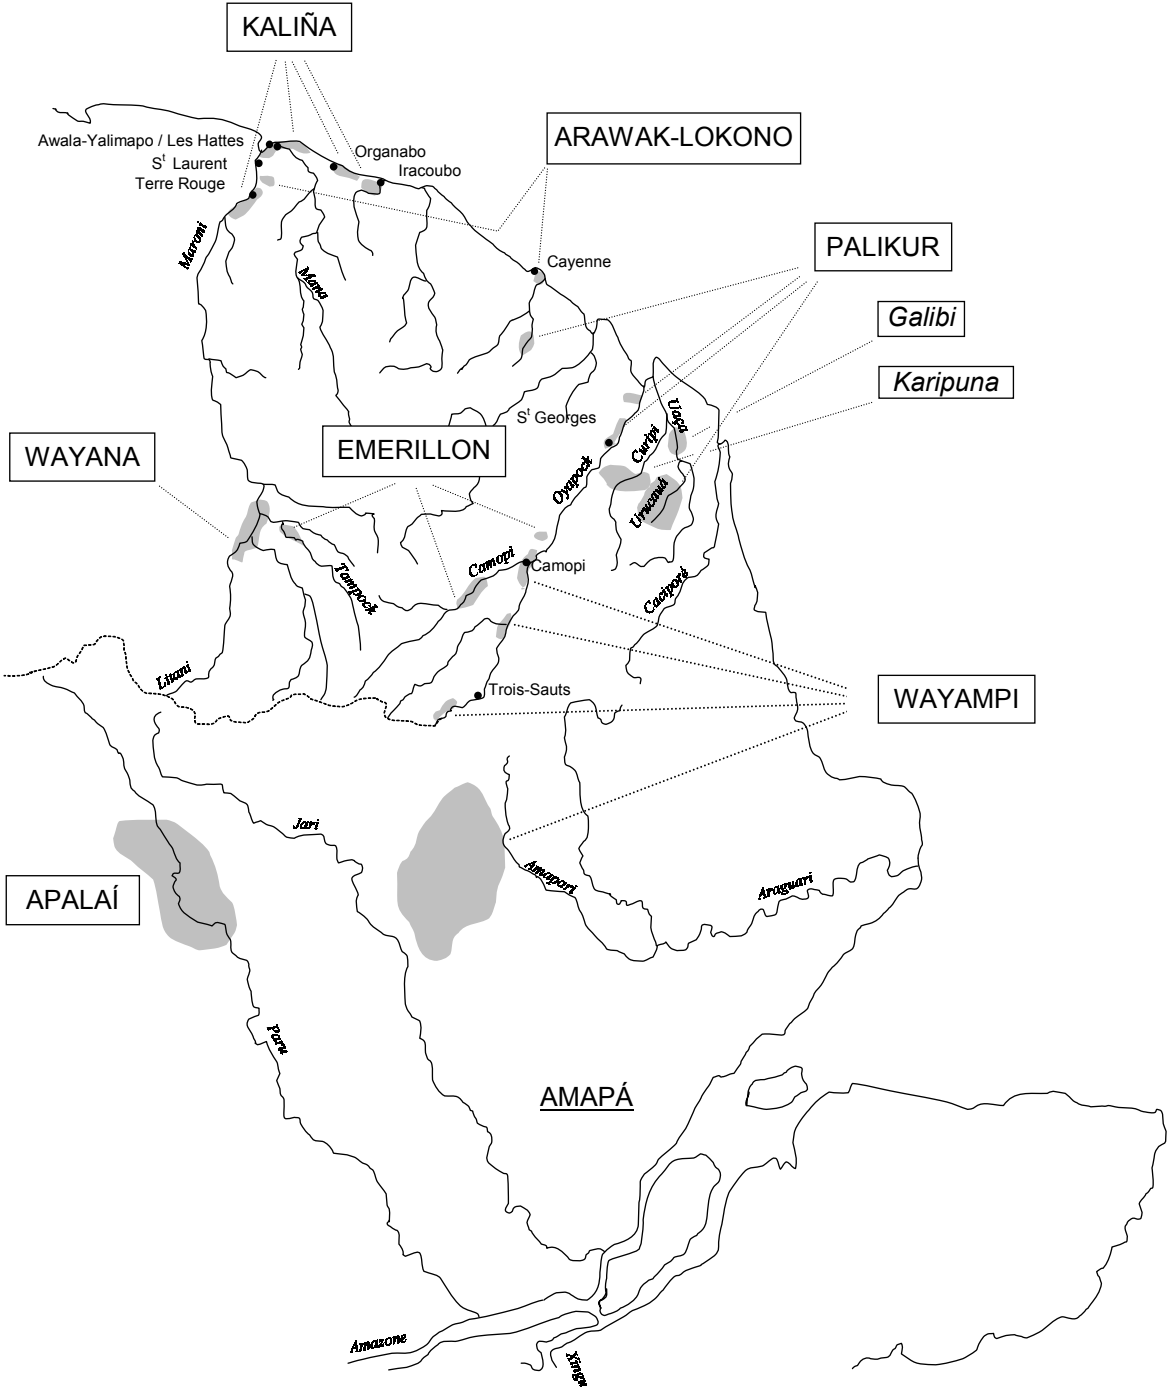 KALIÑA
ARAWAK-LOKONO
Awala-Yalimapo / Les Hattes
Sᵗ Laurent
Terre Rouge
Organabo
Iracoubo
PALIKUR
Maroni
Mana
Cayenne
Galibi
Karipuna
Sᵗ Georges
Uaça
Curipi
WAYANA
EMERILLON
Oyapock
Urucauá
Camopi
Camopi
Tampock
Caciporé
Litani
Trois-Sauts
WAYAMPI
Jari
Amapari
Araguari
APALAÍ
Paru
AMAPÁ
Amazone
Xingu